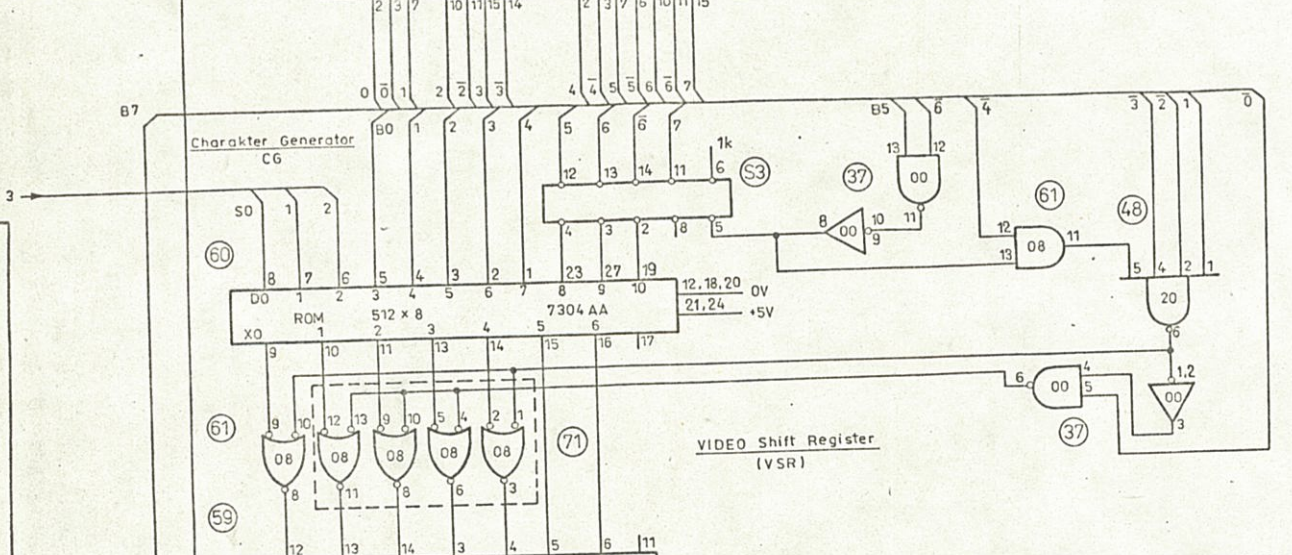 2 3 7 10 11 15 14 2 3 7 6 10 11 15
0 0̅ 1 2 2̅ 3 3̅ 4 4̅ 5 5̅ 6 6̅ 7
B7 B5 6̅ 4̅ 3̅ 2̅ 1 0̅
B0 1 2 3 4 5 6 6̅ 7
Charakter Generator
CG
1k
13 12
12 13 14 11 6 S3 37 00 61
3
S0 1 2
8 00 10 9 11 48
4 3 2 8 5 12 13 08 11
60
8 7 6 5 4 3 2 1 23 27 19 5 4 2 1
D0 1 2 3 4 5 6 7 8 9 10 12,18,20 0V
21,24 +5V
ROM 512 × 8 7304 AA 20
X0 1 2 3 4 5 6
9 10 11 13 14 15 16 17 6
6 00 4 5 1,2 00 3
37
9 10 12 13 9 10 5 4 2 1
61 08 08 08 08 08 71
VIDEO Shift Register
(VSR)
8 11 8 6 3
59
12 13 14 3 4 5 6 11